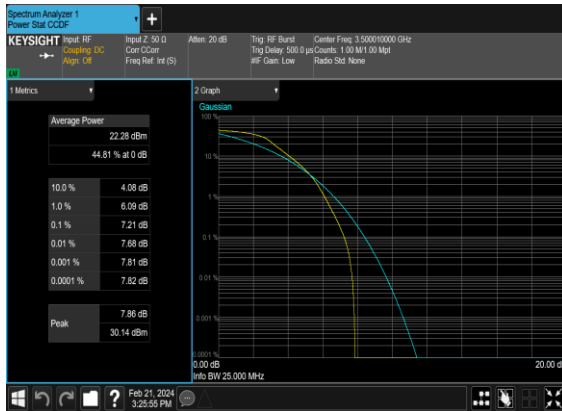 Spectrum Analyzer 1
Power Stat CCDF
KEYSIGHT
Input: RF
Coupling: DC
Align: Off
Input Z: 50 Ω
Corr CCorr
Freq Ref: Int (S)
Atten: 20 dB
Trig: RF Burst
Trig Delay: 500.0 µs
#IF Gain: Low
Center Freq: 3.500010000 GHz
Counts: 1.00 M/1.00 Mpt
Radio Std: None
1 Metrics
Average Power
22.28 dBm
44.81 % at 0 dB
10.0 % 4.08 dB
1.0 % 6.09 dB
0.1 % 7.21 dB
0.01 % 7.68 dB
0.001 % 7.81 dB
0.0001 % 7.82 dB
Peak
7.86 dB
30.14 dBm
2 Graph
Gaussian
100 %
10 %
1 %
0.1 %
0.01 %
0.001 %
0.0001 %
0.00 dB
20.00 d
Info BW 25.000 MHz
?
Feb 21, 2024
3:25:55 PM